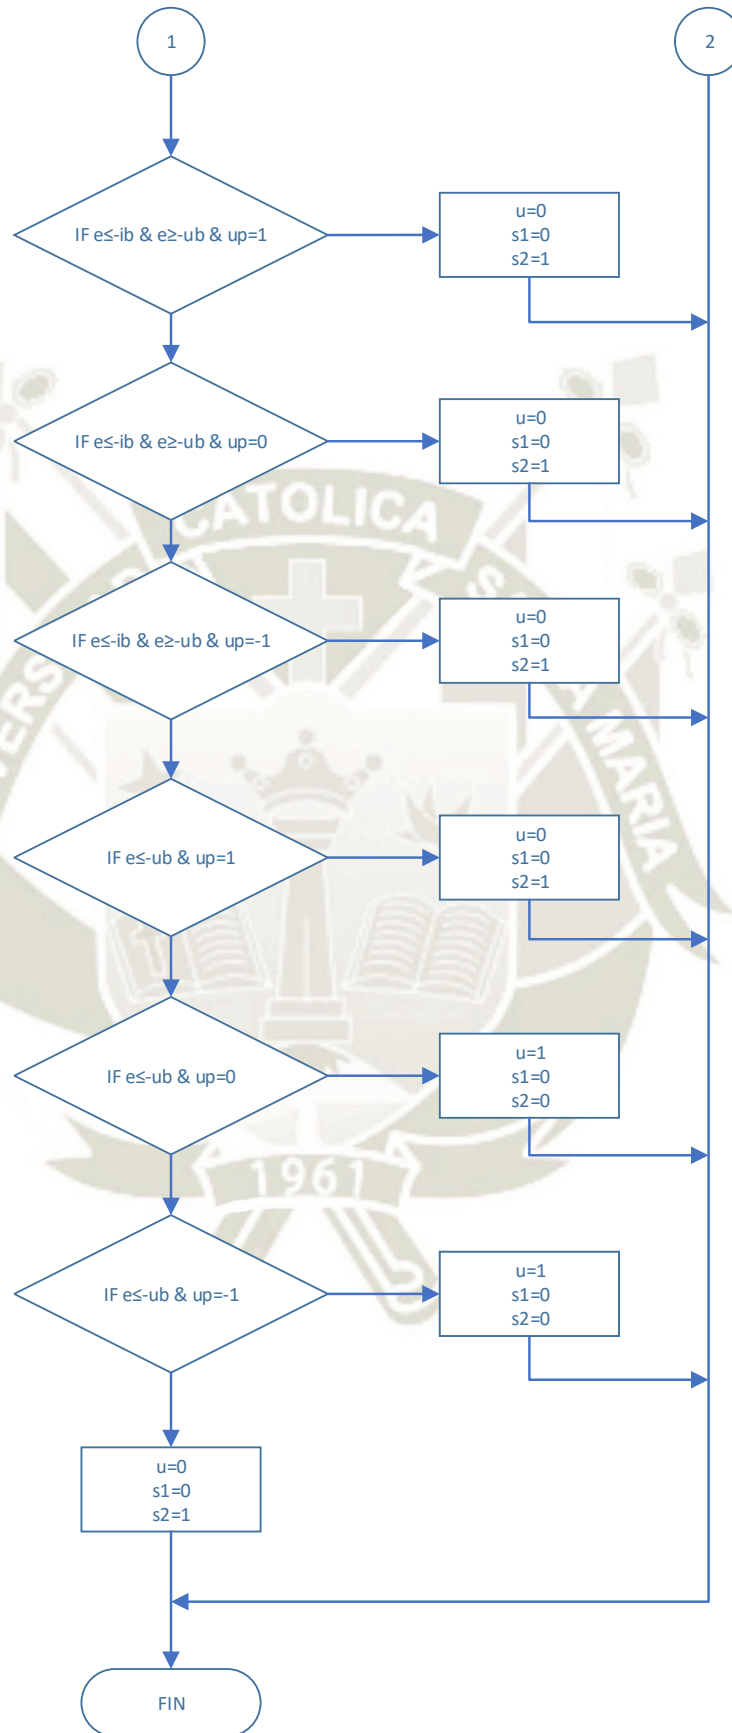 1
2
IF e≤-ib & e≥-ub & up=1
u=0
s1=0
s2=1
IF e≤-ib & e≥-ub & up=0
u=0
s1=0
s2=1
CATOLICA
IF e≤-ib & e≥-ub & up=-1
u=0
s1=0
s2=1
MARIA
IF e≤-ub & up=1
u=0
s1=0
s2=1
IF e≤-ub & up=0
u=1
s1=0
s2=0
1961
IF e≤-ub & up=-1
u=1
s1=0
s2=0
u=0
s1=0
s2=1
FIN